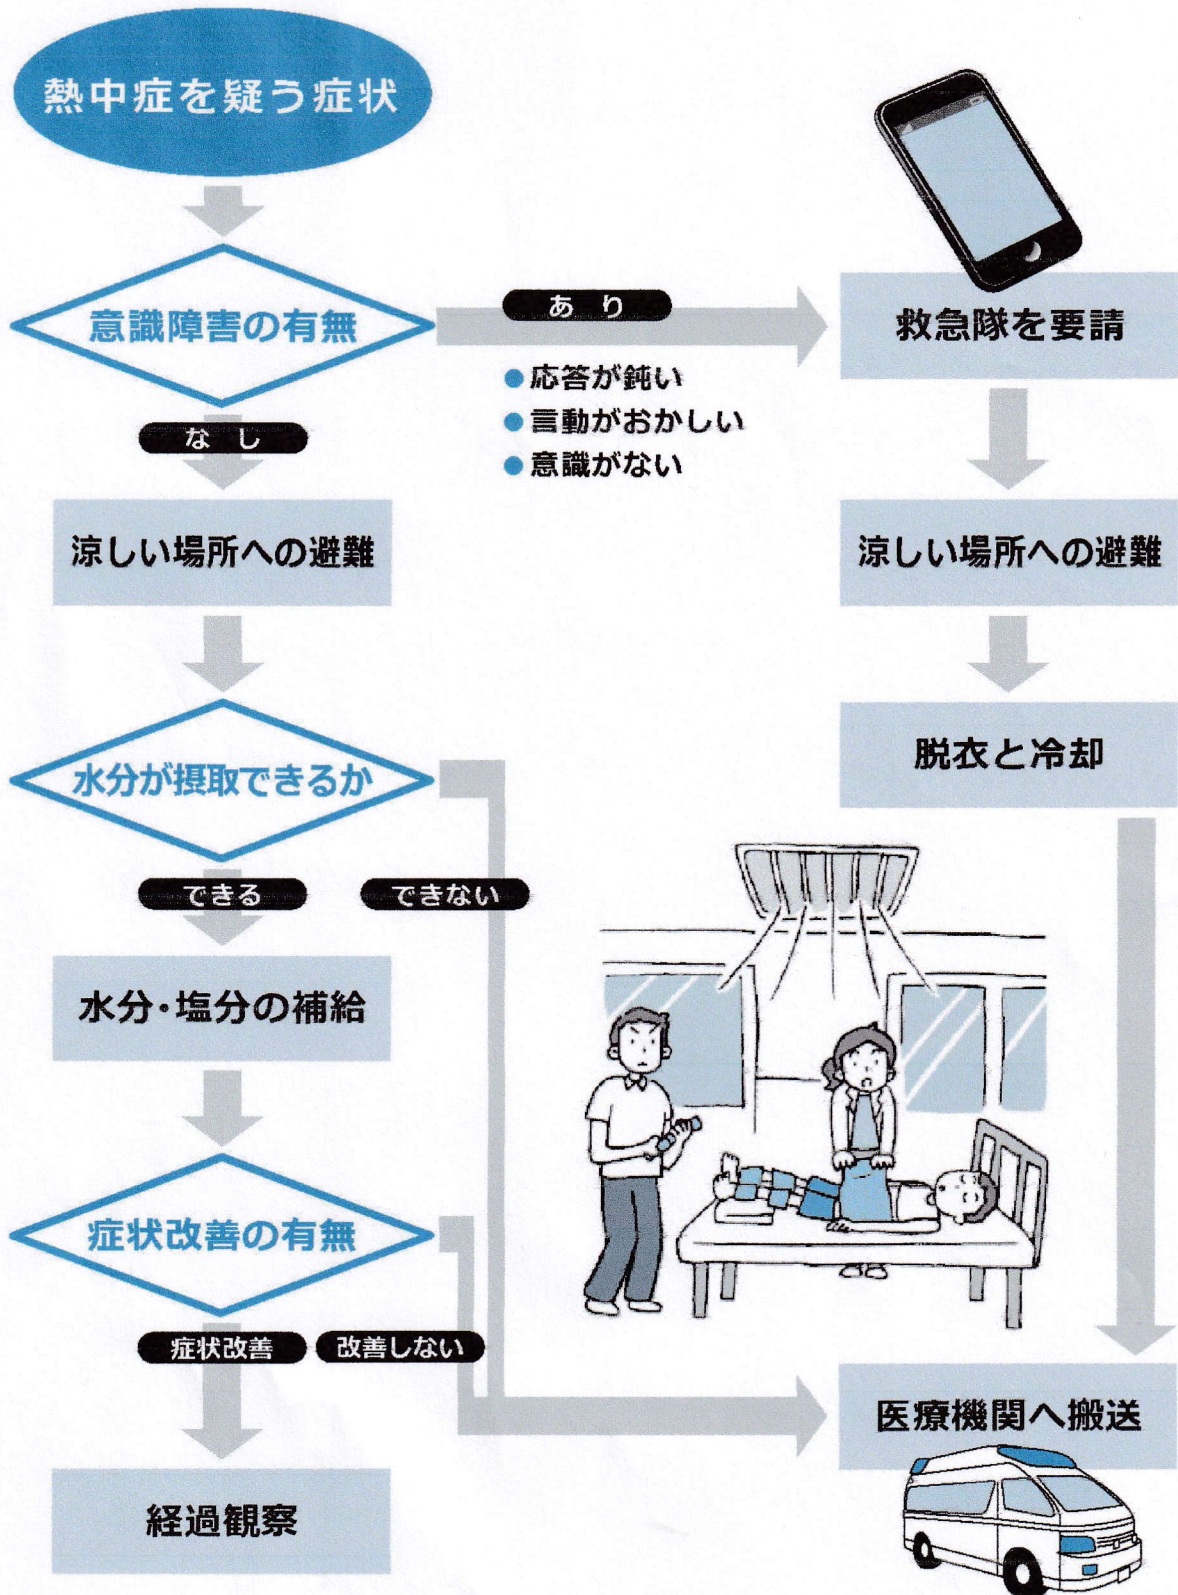 熱中症を疑う症状
意識障害の有無
あり
●応答が鈍い
●言動がおかしい
●意識がない
救急隊を要請
なし
涼しい場所への避難
涼しい場所への避難
水分が摂取できるか
脱衣と冷却
できる
できない
水分・塩分の補給
症状改善の有無
症状改善
改善しない
医療機関へ搬送
経過観察